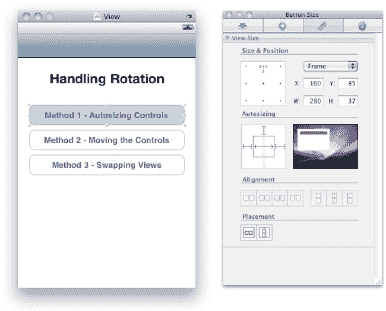 View
Handling Rotation
Method 1 - Autosizing Controls
Method 2 - Moving the Controls
Method 3 - Swapping Views
Button Size
View Size
Size & Position
Frame
X: 160 Y: 85
W: 280 H: 37
Autosizing
Alignment
Placement